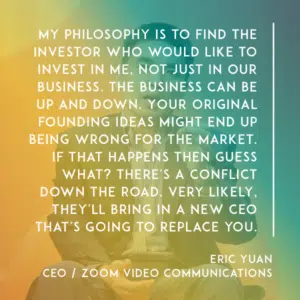 MY PHILOSOPHY IS TO FIND THE
INVESTOR WHO WOULD LIKE TO
INVEST IN ME, NOT JUST IN OUR
BUSINESS. THE BUSINESS CAN BE
UP AND DOWN. YOUR ORIGINAL
FOUNDING IDEAS MIGHT END UP
BEING WRONG FOR THE MARKET.
IF THAT HAPPENS THEN GUESS
WHAT? THERE'S A CONFLICT
DOWN THE ROAD. VERY LIKELY,
THEY'LL BRING IN A NEW CEO
THAT'S GOING TO REPLACE YOU.
ERIC YUAN
CEO / ZOOM VIDEO COMMUNICATIONS